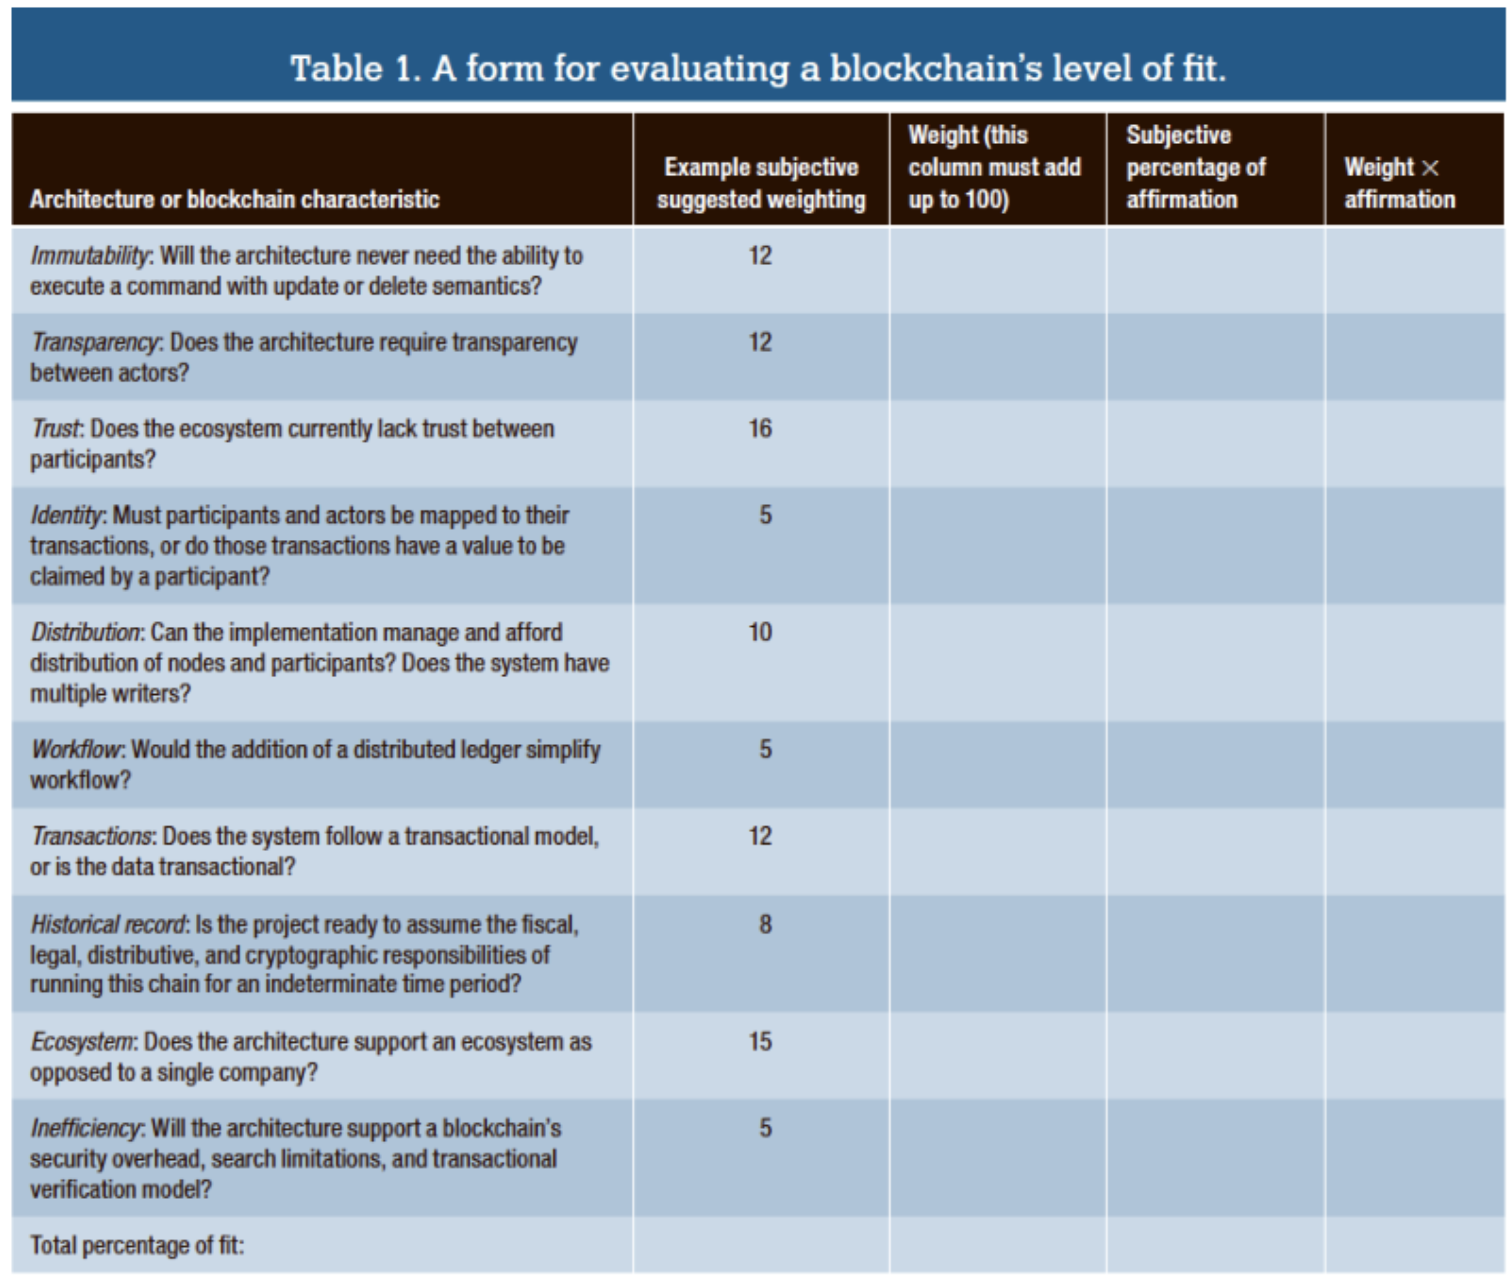 Table 1. A form for evaluating a blockchain's level of fit.
Architecture or blockchain characteristic
Example subjective
suggested weighting
Weight (this
column must add
up to 100)
Subjective
percentage of
affirmation
Weight ×
affirmation
Immutability: Will the architecture never need the ability to
execute a command with update or delete semantics?
12
Transparency: Does the architecture require transparency
between actors?
12
Trust: Does the ecosystem currently lack trust between
participants?
16
Identity: Must participants and actors be mapped to their
transactions, or do those transactions have a value to be
claimed by a participant?
5
Distribution: Can the implementation manage and afford
distribution of nodes and participants? Does the system have
multiple writers?
10
Workflow: Would the addition of a distributed ledger simplify
workflow?
5
Transactions: Does the system follow a transactional model,
or is the data transactional?
12
Historical record: Is the project ready to assume the fiscal,
legal, distributive, and cryptographic responsibilities of
running this chain for an indeterminate time period?
8
Ecosystem: Does the architecture support an ecosystem as
opposed to a single company?
15
Inefficiency: Will the architecture support a blockchain's
security overhead, search limitations, and transactional
verification model?
5
Total percentage of fit: